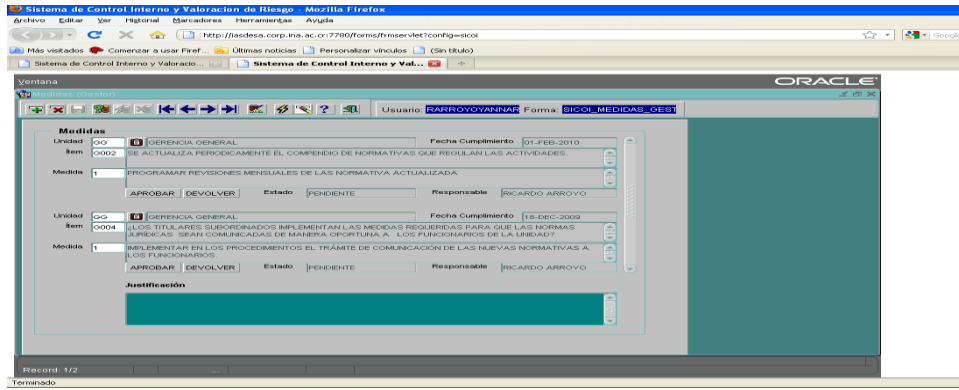 Sistema de Control Interno y Valoracion de Riesgo - Mozilla Firefox
Archivo Editar Ver Historial Marcadores Herramientas Ayuda
http://iasdesa.corp.ina.ac.cr:7780/forms/frmservlet?config=sicoi
Google
Más visitados Comenzar a usar Firef... Últimas noticias Personalizar vínculos (Sin título)
Sistema de Control Interno y Valoracio... Sistema de Control Interno y Val...
Ventana ORACLE
Medidas (Gestor)
Usuario: RARROYOYANNAR Forma: SICOI_MEDIDAS_GEST
Medidas
Unidad GG GERENCIA GENERAL Fecha Cumplimiento 01-FEB-2010
Ítem O002 SE ACTUALIZA PERIODICAMENTE EL COMPENDIO DE NORMATIVAS QUE REGULAN LAS ACTIVIDADES.
Medida 1 PROGRAMAR REVISIONES MENSUALES DE LAS NORMATIVA ACTUALIZADA
APROBAR DEVOLVER Estado PENDIENTE Responsable RICARDO ARROYO
Unidad GG GERENCIA GENERAL Fecha Cumplimiento 18-DEC-2009
Ítem O004 ¿LOS TITULARES SUBORDINADOS IMPLEMENTAN LAS MEDIDAS REQUERIDAS PARA QUE LAS NORMAS
JURÍDICAS SEAN COMUNICADAS DE MANERA OPORTUNA A LOS FUNCIONARIOS DE LA UNIDAD?
Medida 1 IMPLEMENTAR EN LOS PROCEDIMIENTOS EL TRÁMITE DE COMUNICACIÓN DE LAS NUEVAS NORMATIVAS A
LOS FUNCIONARIOS.
APROBAR DEVOLVER Estado PENDIENTE Responsable RICARDO ARROYO
Justificación
Record: 1/2 ...
Terminado